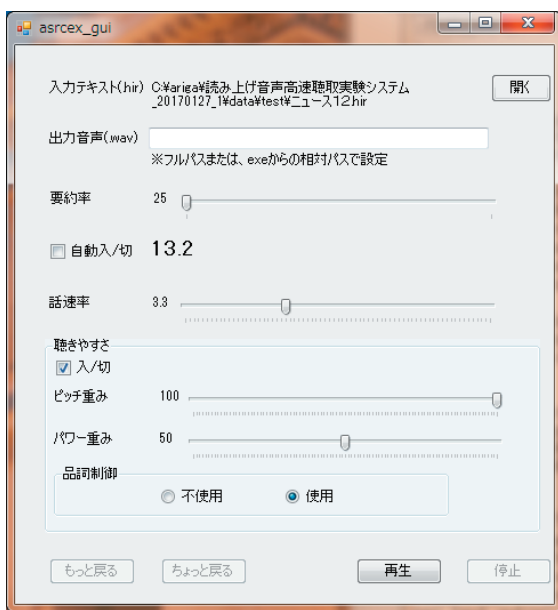 asrcex_gui
入力テキスト(.hir) C:¥ariga¥読み上げ音声高速聴取実験システム
_20170127_1¥data¥test¥ニュース12.hir
開く
出力音声(.wav)
※フルパスまたは、exeからの相対パスで設定
要約率 25
自動入/切 13.2
話速率 3.3
聴きやすさ
入/切
ピッチ重み 100
パワー重み 50
品詞制御
不使用 使用
もっと戻る ちょっと戻る 再生 停止